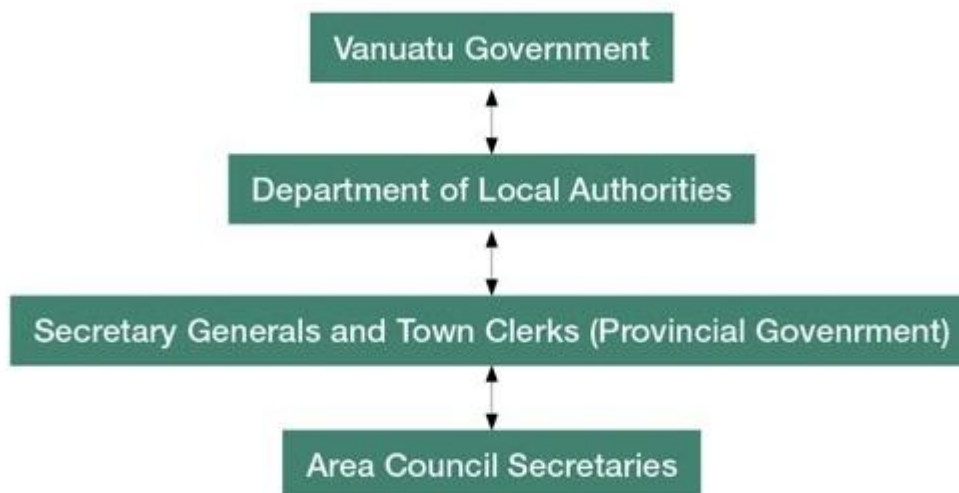 Vanuatu Government
Department of Local Authorities
Secretary Generals and Town Clerks (Provincial Govenrment)
Area Council Secretaries